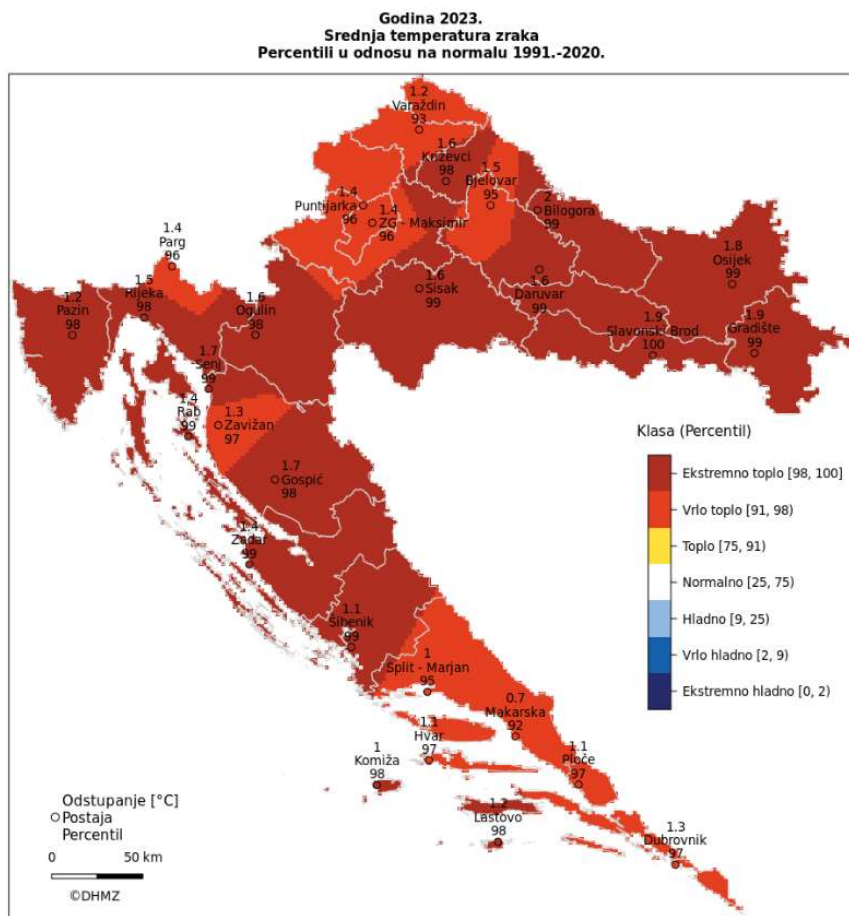 Godina 2023.
Srednja temperatura zraka
Percentili u odnosu na normalu 1991.-2020.
1.2
Varaždin
93
1.6
Križevci
98
1.5
Bjelovar
95
1.4
Puntijarka
96
1.4
ZG - Maksimir
96
2
Bilogora
99
1.4
Parg
96
1.8
Osijek
99
1.2
Pazin
98
1.5
Rijeka
98
1.6
Ogulin
98
1.6
Sisak
99
1.6
Daruvar
99
1.9
Slavonski Brod
100
1.9
Gradište
99
1.7
Senj
99
1.4
Rab
99
1.3
Zavižan
97
1.7
Gospić
98
1.4
Zadar
99
1.1
Šibenik
99
1
Split - Marjan
95
0.7
Makarska
92
1.1
Hvar
97
1
Komiža
98
1.1
Ploče
97
1.2
Lastovo
98
1.3
Dubrovnik
97
Klasa (Percentil)
Ekstremno toplo [98, 100]
Vrlo toplo [91, 98)
Toplo [75, 91)
Normalno [25, 75)
Hladno [9, 25)
Vrlo hladno [2, 9)
Ekstremno hladno [0, 2)
Odstupanje [°C]
Postaja
Percentil
0 50 km
©DHMZ